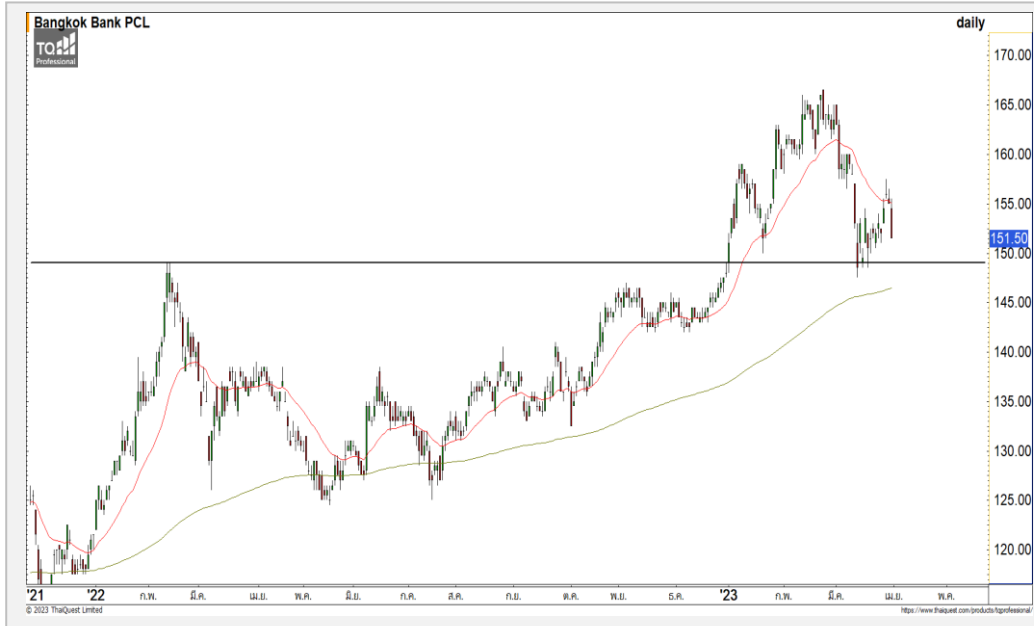 Bangkok Bank PCL daily
TQ
Professional
170.00
165.00
160.00
155.00
151.50
150.00
145.00
140.00
135.00
130.00
125.00
120.00
'21 '22 ก.พ. มี.ค. เม.ย. พ.ค. มิ.ย. ก.ค. ส.ค. ก.ย. ต.ค. พ.ย. ธ.ค. '23 ก.พ. มี.ค. เม.ย. พ.ค.
© 2023 ThaiQuest Limited https://www.thaiquest.com/products/tqprofessional/